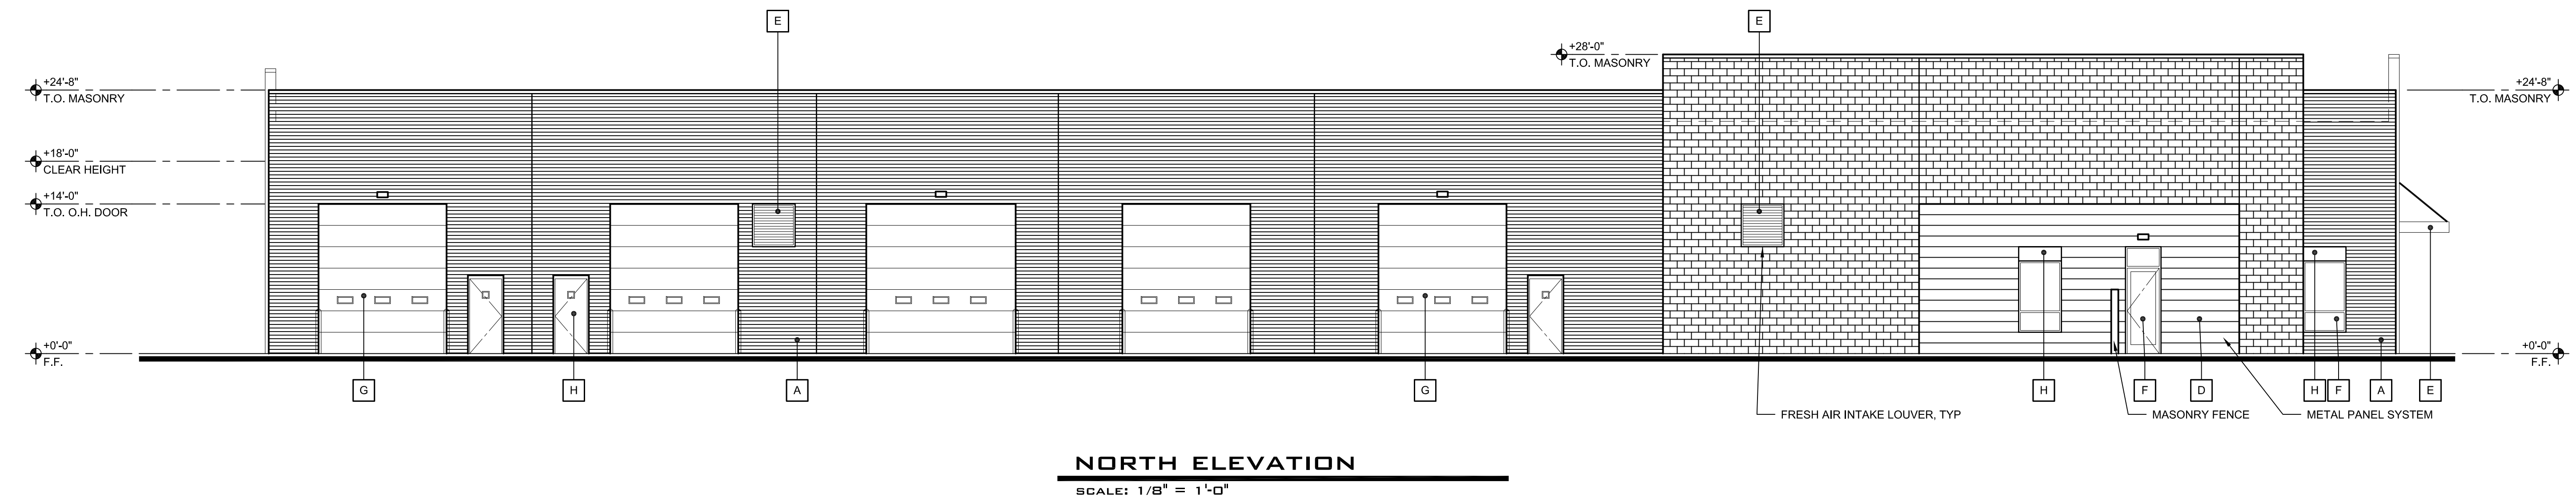 E
E
+28'-0"
T.O. MASONRY
+24'-8"
T.O. MASONRY
+24'-8"
T.O. MASONRY
+18'-0"
CLEAR HEIGHT
+14'-0"
T.O. O.H. DOOR
+0'-0"
F.F.
+0'-0"
F.F.
G
H
A
G
H
F
D
H
F
A
E
FRESH AIR INTAKE LOUVER, TYP
MASONRY FENCE
METAL PANEL SYSTEM
NORTH ELEVATION
SCALE: 1/8" = 1'-0"